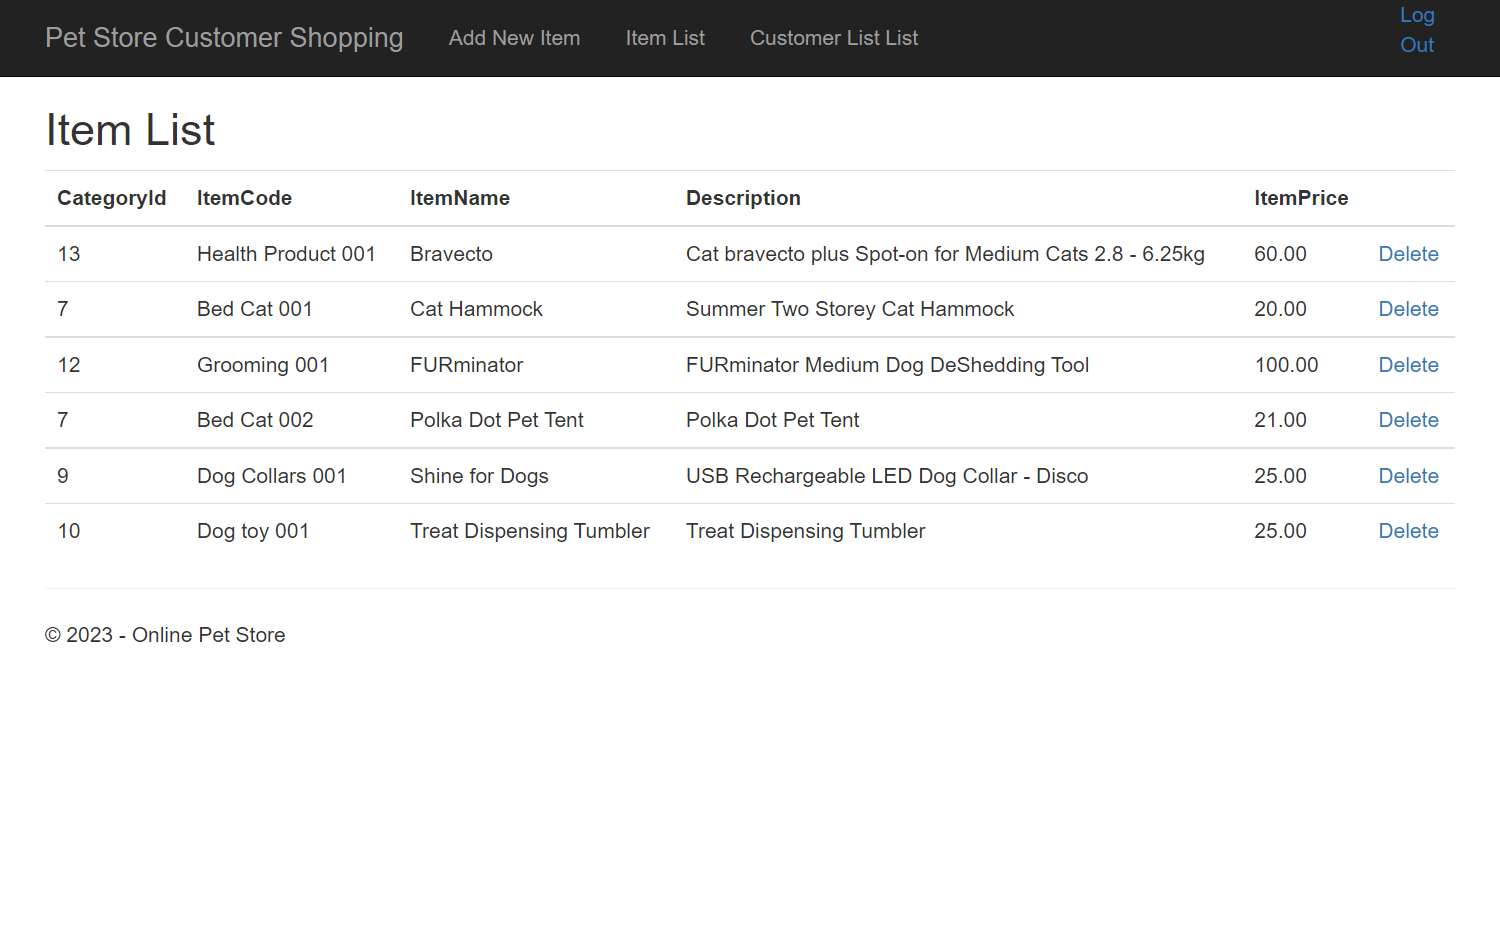 Pet Store Customer Shopping Add New Item Item List Customer List List Log
Out
Item List
CategoryId ItemCode ItemName Description ItemPrice
13 Health Product 001 Bravecto Cat bravecto plus Spot-on for Medium Cats 2.8 - 6.25kg 60.00 Delete
7 Bed Cat 001 Cat Hammock Summer Two Storey Cat Hammock 20.00 Delete
12 Grooming 001 FURminator FURminator Medium Dog DeShedding Tool 100.00 Delete
7 Bed Cat 002 Polka Dot Pet Tent Polka Dot Pet Tent 21.00 Delete
9 Dog Collars 001 Shine for Dogs USB Rechargeable LED Dog Collar - Disco 25.00 Delete
10 Dog toy 001 Treat Dispensing Tumbler Treat Dispensing Tumbler 25.00 Delete
© 2023 - Online Pet Store